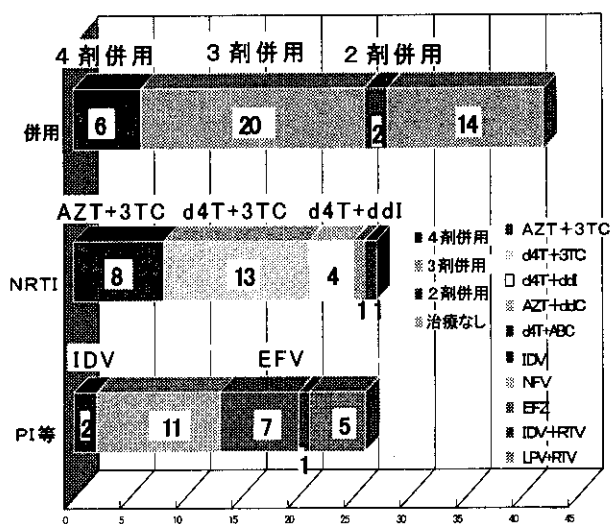 4剤併用 3剤併用 2剤併用
併用 6 20 2 14
AZT+3TC d4T+3TC d4T+ddI
NRTI 8 13 4 1 1
IDV EFV
PI等 2 11 7 1 5
0 5 10 15 20 25 30 35 40 45
4剤併用
3剤併用
2剤併用
治療なし
AZT+3TC
d4T+3TC
d4T+ddI
AZT+ddC
d4T+ABC
IDV
NFV
EFZ
IDV+RTV
LPV+RTV